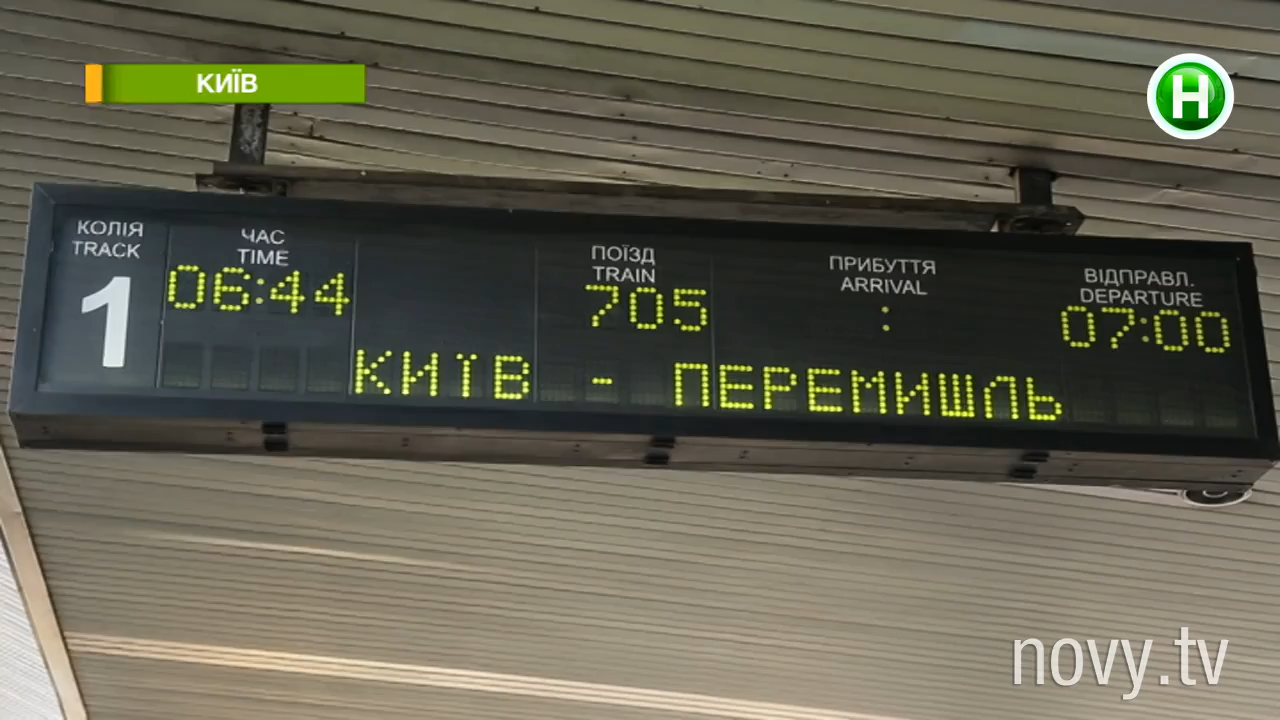 КИЇВ
Н
КОЛІЯ
TRACK
1
ЧАС
TIME
06:44
ПОЇЗД
TRAIN
705
ПРИБУТТЯ
ARRIVAL
:
ВІДПРАВЛ.
DEPARTURE
07:00
КИЇВ - ПЕРЕМИШЛЬ
novy.tv